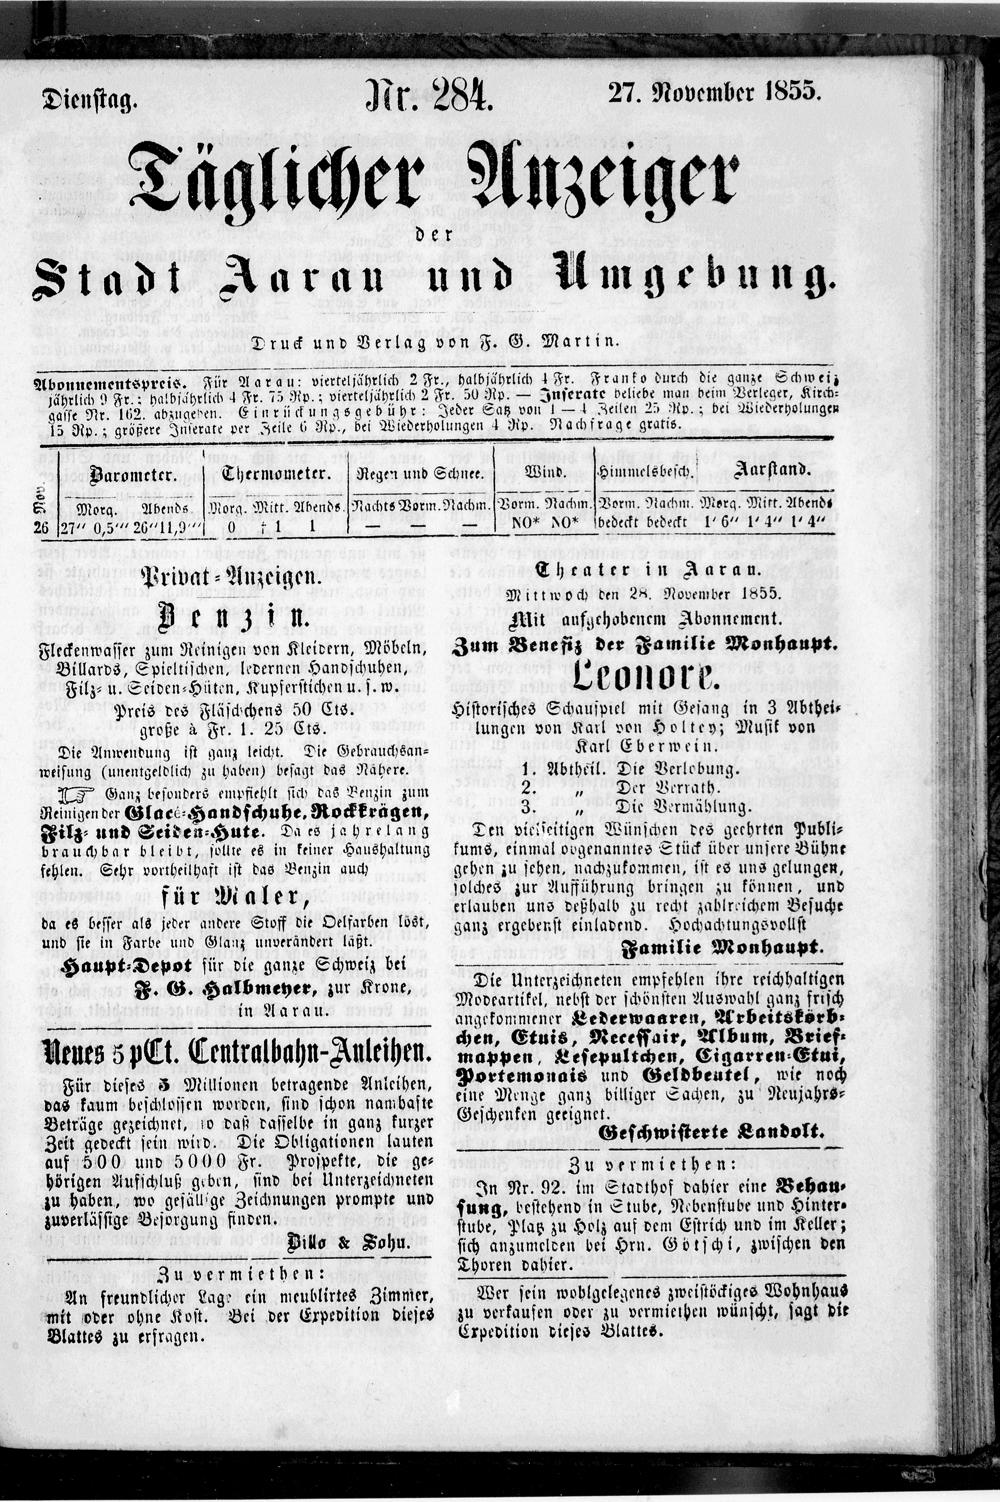 Dienstag.
Nr. 284.
27. November 1855.
Täglicher Anzeiger
der
Stadt Aarau und Umgebung.
Druck und Verlag von F. G. Martin.
Abonnementspreis. Für Aarau: vierteljährlich 2 Fr., halbjährlich 4 Fr. Franko durch die ganze Schweiz
jährlich 9 Fr.; halbjährlich 4 Fr. 75 Rp.; vierteljährlich 2 Fr. 50 Rp. — Inserate beliebe man beim Verleger, Kirch-
gasse Nr. 162. abzugeben. Einrückungsgebühr: Jeder Satz von 1—4 Zeilen 25 Rp.; bei Wiederholungen
15 Rp.; größere Inserate per Zeile 6 Rp., bei Wiederholungen 4 Rp. Nachfrage gratis.
Nov. Barometer. Thermometer. Regen und Schnee. Wind. Himmelsbesch. Aarstand.
Morg. Abends. Morg. Mitt. Abends. Nachts Vorm. Nachm. Vorm. Nachm. Vorm. Nachm. Morg. Mitt. Abends
26 27" 0,5"' 26" 11,9"' 0 † 1 1 — — — NO* NO* bedeckt bedeckt 1' 6" 1' 4" 1' 4"
Privat-Anzeigen.
Benzin.
Fleckenwasser zum Reinigen von Kleidern, Möbeln,
Billards, Spieltischen, ledernen Handschuhen,
Filz- u. Seiden-Hüten, Kupferstichen u. s. w.
Preis des Fläschchens 50 Cts.
große à Fr. 1. 25 Cts.
Die Anwendung ist ganz leicht. Die Gebrauchsan-
weisung (unentgeldlich zu haben) besagt das Nähere.
☞ Ganz besonders empfiehlt sich das Benzin zum
Reinigen der Glacé-Handschuhe, Rockkrägen,
Filz- und Seiden-Hute. Da es jahrelang
brauchbar bleibt, sollte es in keiner Haushaltung
fehlen. Sehr vortheilhaft ist das Benzin auch
für Maler,
da es besser als jeder andere Stoff die Oelfarben löst,
und sie in Farbe und Glanz unverändert läßt.
Haupt-Depot für die ganze Schweiz bei
F. G. Halbmeyer, zur Krone,
in Aarau.
Neues 5 pCt. Centralbahn-Anleihen.
Für dieses 5 Millionen betragende Anleihen,
das kaum beschlossen worden, sind schon namhafte
Beträge gezeichnet, so daß dasselbe in ganz kurzer
Zeit gedeckt sein wird. Die Obligationen lauten
auf 500 und 5000 Fr. Prospekte, die ge-
hörigen Aufschluß geben, sind bei Unterzeichneten
zu haben, wo gefällige Zeichnungen prompte und
zuverlässige Besorgung finden.
Billo & Sohn.
Zu vermiethen:
An freundlicher Lage ein meublirtes Zimmer,
mit oder ohne Kost. Bei der Expedition dieses
Blattes zu erfragen.
Theater in Aarau.
Mittwoch den 28. November 1855.
Mit aufgehobenem Abonnement.
Zum Benefiz der Familie Monhaupt.
Leonore.
Historisches Schauspiel mit Gesang in 3 Abthei-
lungen von Karl von Holtey; Musik von
Karl Eberwein.
1. Abtheil. Die Verlobung.
2. „ Der Verrath.
3. „ Die Vermählung.
Den vielseitigen Wünschen des geehrten Publi-
kums, einmal obgenanntes Stück über unsere Bühne
gehen zu sehen, nachzukommen, ist es uns gelungen,
solches zur Aufführung bringen zu können, und
erlauben uns deßhalb zu recht zahlreichem Besuche
ganz ergebenst einladend. Hochachtungsvollst
Familie Monhaupt.
Die Unterzeichneten empfehlen ihre reichhaltigen
Modeartikel, nebst der schönsten Auswahl ganz frisch
angekommener Lederwaaren, Arbeitskörb-
chen, Etuis, Necessair, Album, Brief-
mappen, Lesepultchen, Cigarren-Etui,
Portemonais und Geldbeutel, wie noch
eine Menge ganz billiger Sachen, zu Neujahrs-
Geschenken geeignet.
Geschwisterte Landolt.
Zu vermiethen:
In Nr. 92. im Stadthof dahier eine Behau-
sung, bestehend in Stube, Nebenstube und Hinter-
stube, Platz zu Holz auf dem Estrich und im Keller;
sich anzumelden bei Hrn. Götschi, zwischen den
Thoren dahier.
Wer sein wohlgelegenes zweistöckiges Wohnhaus
zu verkaufen oder zu vermiethen wünscht, sagt die
Expedition dieses Blattes.